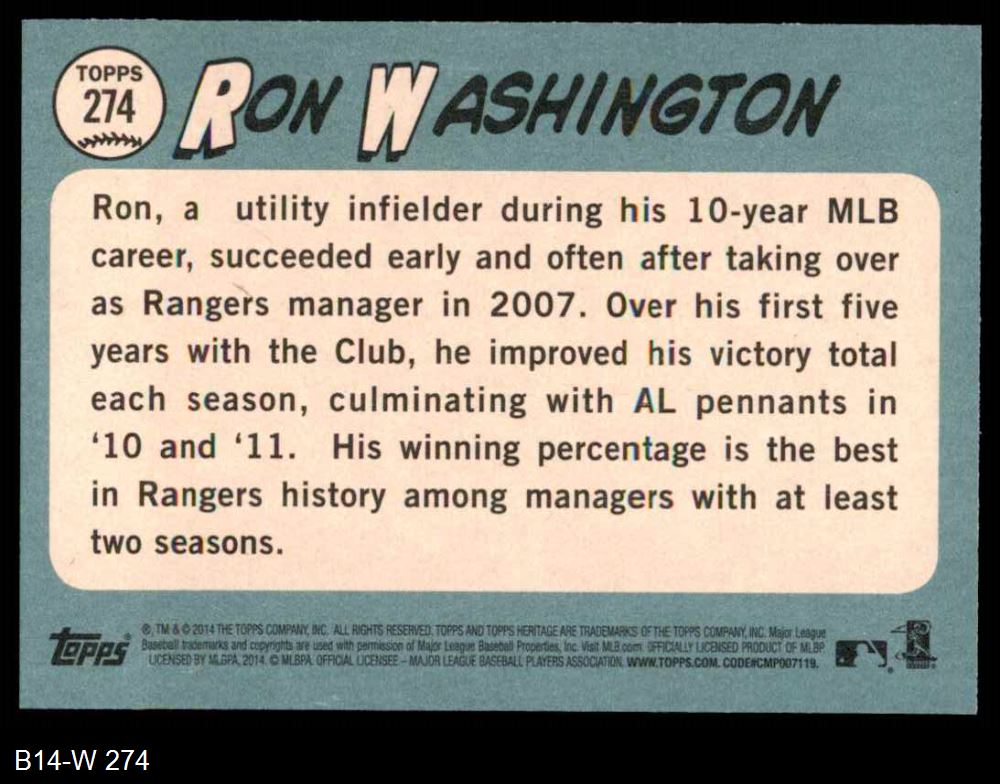 TOPPS
274
RON WASHINGTON
Ron, a utility infielder during his 10-year MLB
career, succeeded early and often after taking over
as Rangers manager in 2007. Over his first five
years with the Club, he improved his victory total
each season, culminating with AL pennants in
‘10 and ‘11. His winning percentage is the best
in Rangers history among managers with at least
two seasons.
Topps
®, TM & © 2014 THE TOPPS COMPANY, INC. ALL RIGHTS RESERVED. TOPPS AND TOPPS HERITAGE ARE TRADEMARKS OF THE TOPPS COMPANY, INC. Major League
Baseball trademarks and copyrights are used with permission of Major League Baseball Properties, Inc. Visit MLB.com. OFFICIALLY LICENSED PRODUCT OF MLBP.
LICENSED BY MLBPA, 2014. © MLBPA. OFFICIAL LICENSEE – MAJOR LEAGUE BASEBALL PLAYERS ASSOCIATION. WWW.TOPPS.COM. CODE#CMP007119.
B14-W 274